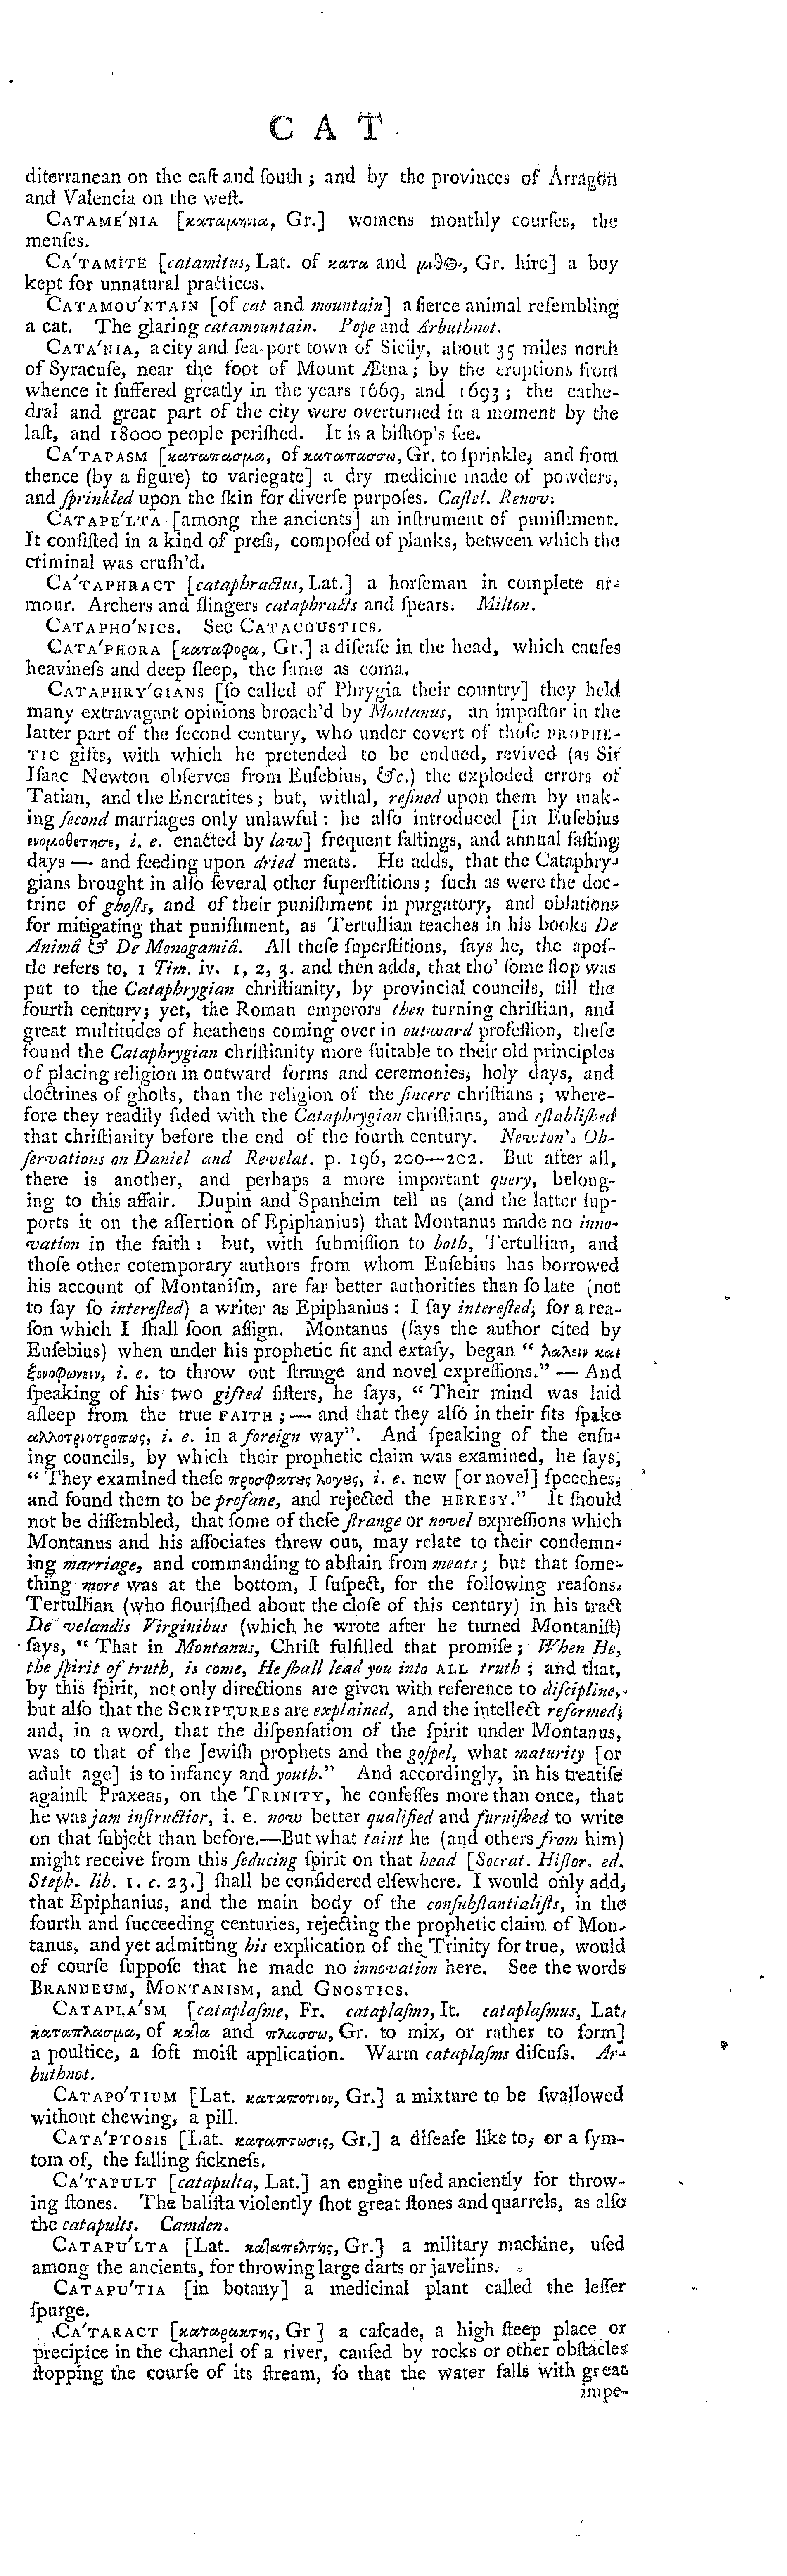 C A T
diterranean on the eaſt and ſouth ; and by the provinces of Arragon
and Valencia on the weſt.
CATAME′NIA [καταμηνια, Gr.] womens monthly courſes, the
menſes.
CA′TAMITE [catamitus, Lat. of κατα and μιϑ⊕, Gr. hire] a boy
kept for unnatural practices.
CATAMOU′NTAIN [of cat and mountain] a fierce animal reſembling
a cat. The glaring catamountain. Pope and Arbuthnot.
CATA′NIA, a city and ſea-port town of Sicily, about 35 miles north
of Syracuſe, near the foot of Mount Ætna ; by the eruptions from
whence it ſuffered greatly in the years 1669, and 1693 ; the cathe-
dral and great part of the city were overturned in a moment by the
laſt, and 18000 people periſhed. It is a biſhop's ſee.
CA′TAPASM [καταπασμα, of καταπασσω, Gr. to ſprinkle, and from
thence (by a figure) to variegate] a dry medicine made of powders,
and ſprinkled upon the ſkin for diverſe purpoſes. Caſtel. Renov.
CATAPE′LTA [among the ancients] an inſtrument of puniſhment.
It conſiſted in a kind of preſs, compoſed of planks, between which the
criminal was cruſh'd.
CA′TAPHRACT [cataphractus, Lat.] a horſeman in complete ar-
mour. Archers and ſlingers cataphracts and ſpears. Milton.
CATAPHO′NICS. See CATACOUSTICS.
CATA′PHORA [καταφορα, Gr.] a diſeaſe in the head, which cauſes
heavineſs and deep ſleep, the ſame as coma.
CATAPHRY′GIANS [ſo called of Phrygia their country] they held
many extravagant opinions broach'd by Montanus, an impoſtor in the
latter part of the ſecond century, who under covert of thoſe PROPHE-
TIC gifts, with which he pretended to be endued, revived (as Sir
Iſaac Newton obſerves from Euſebius, &c.) the exploded errors of
Tatian, and the Encratites ; but, withal, refined upon them by mak-
ing ſecond marriages only unlawful : he alſo introduced [in Euſebius
ενομοθετησε, i. e. enacted by law] frequent faſtings, and annual faſting
days — and feeding upon dried meats. He adds, that the Cataphry-
gians brought in alſo ſeveral other ſuperſtitions ; ſuch as were the doc-
trine of ghoſts, and of their puniſhment in purgatory, and oblations
for mitigating that puniſhment, as Tertullian teaches in his books De
Animâ & De Monogamiâ. All theſe ſuperſtitions, ſays he, the apoſ-
tle refers to, 1 Tim. iv. 1, 2, 3. and then adds, that tho' ſome ſtop was
put to the Cataphrygian chriſtianity, by provincial councils, till the
fourth century; yet, the Roman emperors then turning chriſtian, and
great multitudes of heathens coming over in outward profeſſion, theſe
found the Cataphrygian chriſtianity more ſuitable to their old principles
of placing religion in outward forms and ceremonies, holy days, and
doctrines of ghoſts, than the religion of the ſincere chriſtians ; where-
fore they readily ſided with the Cataphrygian chriſtians, and eſtabliſhed
that chriſtianity before the end of the fourth century. Newton's Ob-
ſervations on Daniel and Revelat. p. 196, 200—202. But after all,
there is another, and perhaps a more important query, belong-
ing to this affair. Dupin and Spanheim tell us (and the latter ſup-
ports it on the aſſertion of Epiphanius) that Montanus made no inno-
vation in the faith : but, with ſubmiſſion to both, Tertullian, and
thoſe other cotemporary authors from whom Euſebius has borrowed
his account of Montaniſm, are far better authorities than ſo late (not
to ſay ſo intereſted) a writer as Epiphanius : I ſay intereſted, for a rea-
ſon which I ſhall ſoon aſſign. Montanus (ſays the author cited by
Euſebius) when under his prophetic fit and extaſy, began “ λαλειν και
ξενοφωνειν, i. e. to throw out ſtrange and novel expreſſions.” — And
ſpeaking of his two gifted ſiſters, he ſays, “ Their mind was laid
aſleep from the true FAITH ; — and that they alſo in their fits ſpake
αλλοτριοτροπως, i. e. in a foreign way”. And ſpeaking of the enſu-
ing councils, by which their prophetic claim was examined, he ſays,
“ They examined theſe προσφατȣς λογȣς, i. e. new [or novel] ſpeeches,
and found them to be profane, and rejected the HERESY.” It ſhould
not be diſſembled, that ſome of theſe ſtrange or novel expreſſions which
Montanus and his aſſociates threw out, may relate to their condemn-
ing marriage, and commanding to abſtain from meats ; but that ſome-
thing more was at the bottom, I ſuſpect, for the following reaſons.
Tertullian (who flouriſhed about the cloſe of this century) in his tract
De velandis Virginibus (which he wrote after he turned Montaniſt)
ſays, “ That in Montanus, Chriſt fulfilled that promiſe ; When He,
the ſpirit of truth, is come, He ſhall lead you into ALL truth ; and that,
by this ſpirit, not only directions are given with reference to diſcipline,
but alſo that the SCRIPTURES are explained, and the intellect reformed;
and, in a word, that the diſpenſation of the ſpirit under Montanus,
was to that of the Jewiſh prophets and the goſpel, what maturity [or
adult age] is to infancy and youth.” And accordingly, in his treatiſe
againſt Praxeas, on the TRINITY, he confeſſes more than once, that
he was jam inſtructior, i. e. now better qualified and furniſhed to write
on that ſubject than before.—But what taint he (and others from him)
might receive from this ſeducing ſpirit on that head [Socrat. Hiſtor. ed.
Steph. lib. 1. c. 23.] ſhall be conſidered elſewhere. I would only add,
that Epiphanius, and the main body of the conſubſtantialiſts, in the
fourth and ſucceeding centuries, rejecting the prophetic claim of Mon-
tanus, and yet admitting his explication of the Trinity for true, would
of courſe ſuppoſe that he made no innovation here. See the words
BRANDEUM, MONTANISM, and GNOSTICS.
CATAPLA′SM [cataplaſme, Fr. cataplaſmo, It. cataplaſmus, Lat.
καταπλασμα, of καlα and πλασσω, Gr. to mix, or rather to form]
a poultice, a ſoft moiſt application. Warm cataplaſms diſcuſs. Ar-
buthnot.
CATAPO′TIUM [Lat. καταποτιον, Gr.] a mixture to be ſwallowed
without chewing, a pill.
CATA′PTOSIS [Lat. καταπτωσις, Gr.] a diſeaſe like to, or a ſym-
tom of, the falling ſickneſs.
CA′TAPULT [catapulta, Lat.] an engine uſed anciently for throw-
ing ſtones. The baliſta violently ſhot great ſtones and quarrels, as alſo
the catapults. Camden.
CATAPU′LTA [Lat. καlαπελτης, Gr.] a military machine, uſed
among the ancients, for throwing large darts or javelins.
CATAPU′TIA [in botany] a medicinal plant called the leſſer
ſpurge.
CA′TARACT [καταρακτης, Gr ] a caſcade, a high ſteep place or
precipice in the channel of a river, cauſed by rocks or other obſtacles
ſtopping the courſe of its ſtream, ſo that the water falls with great
impe-